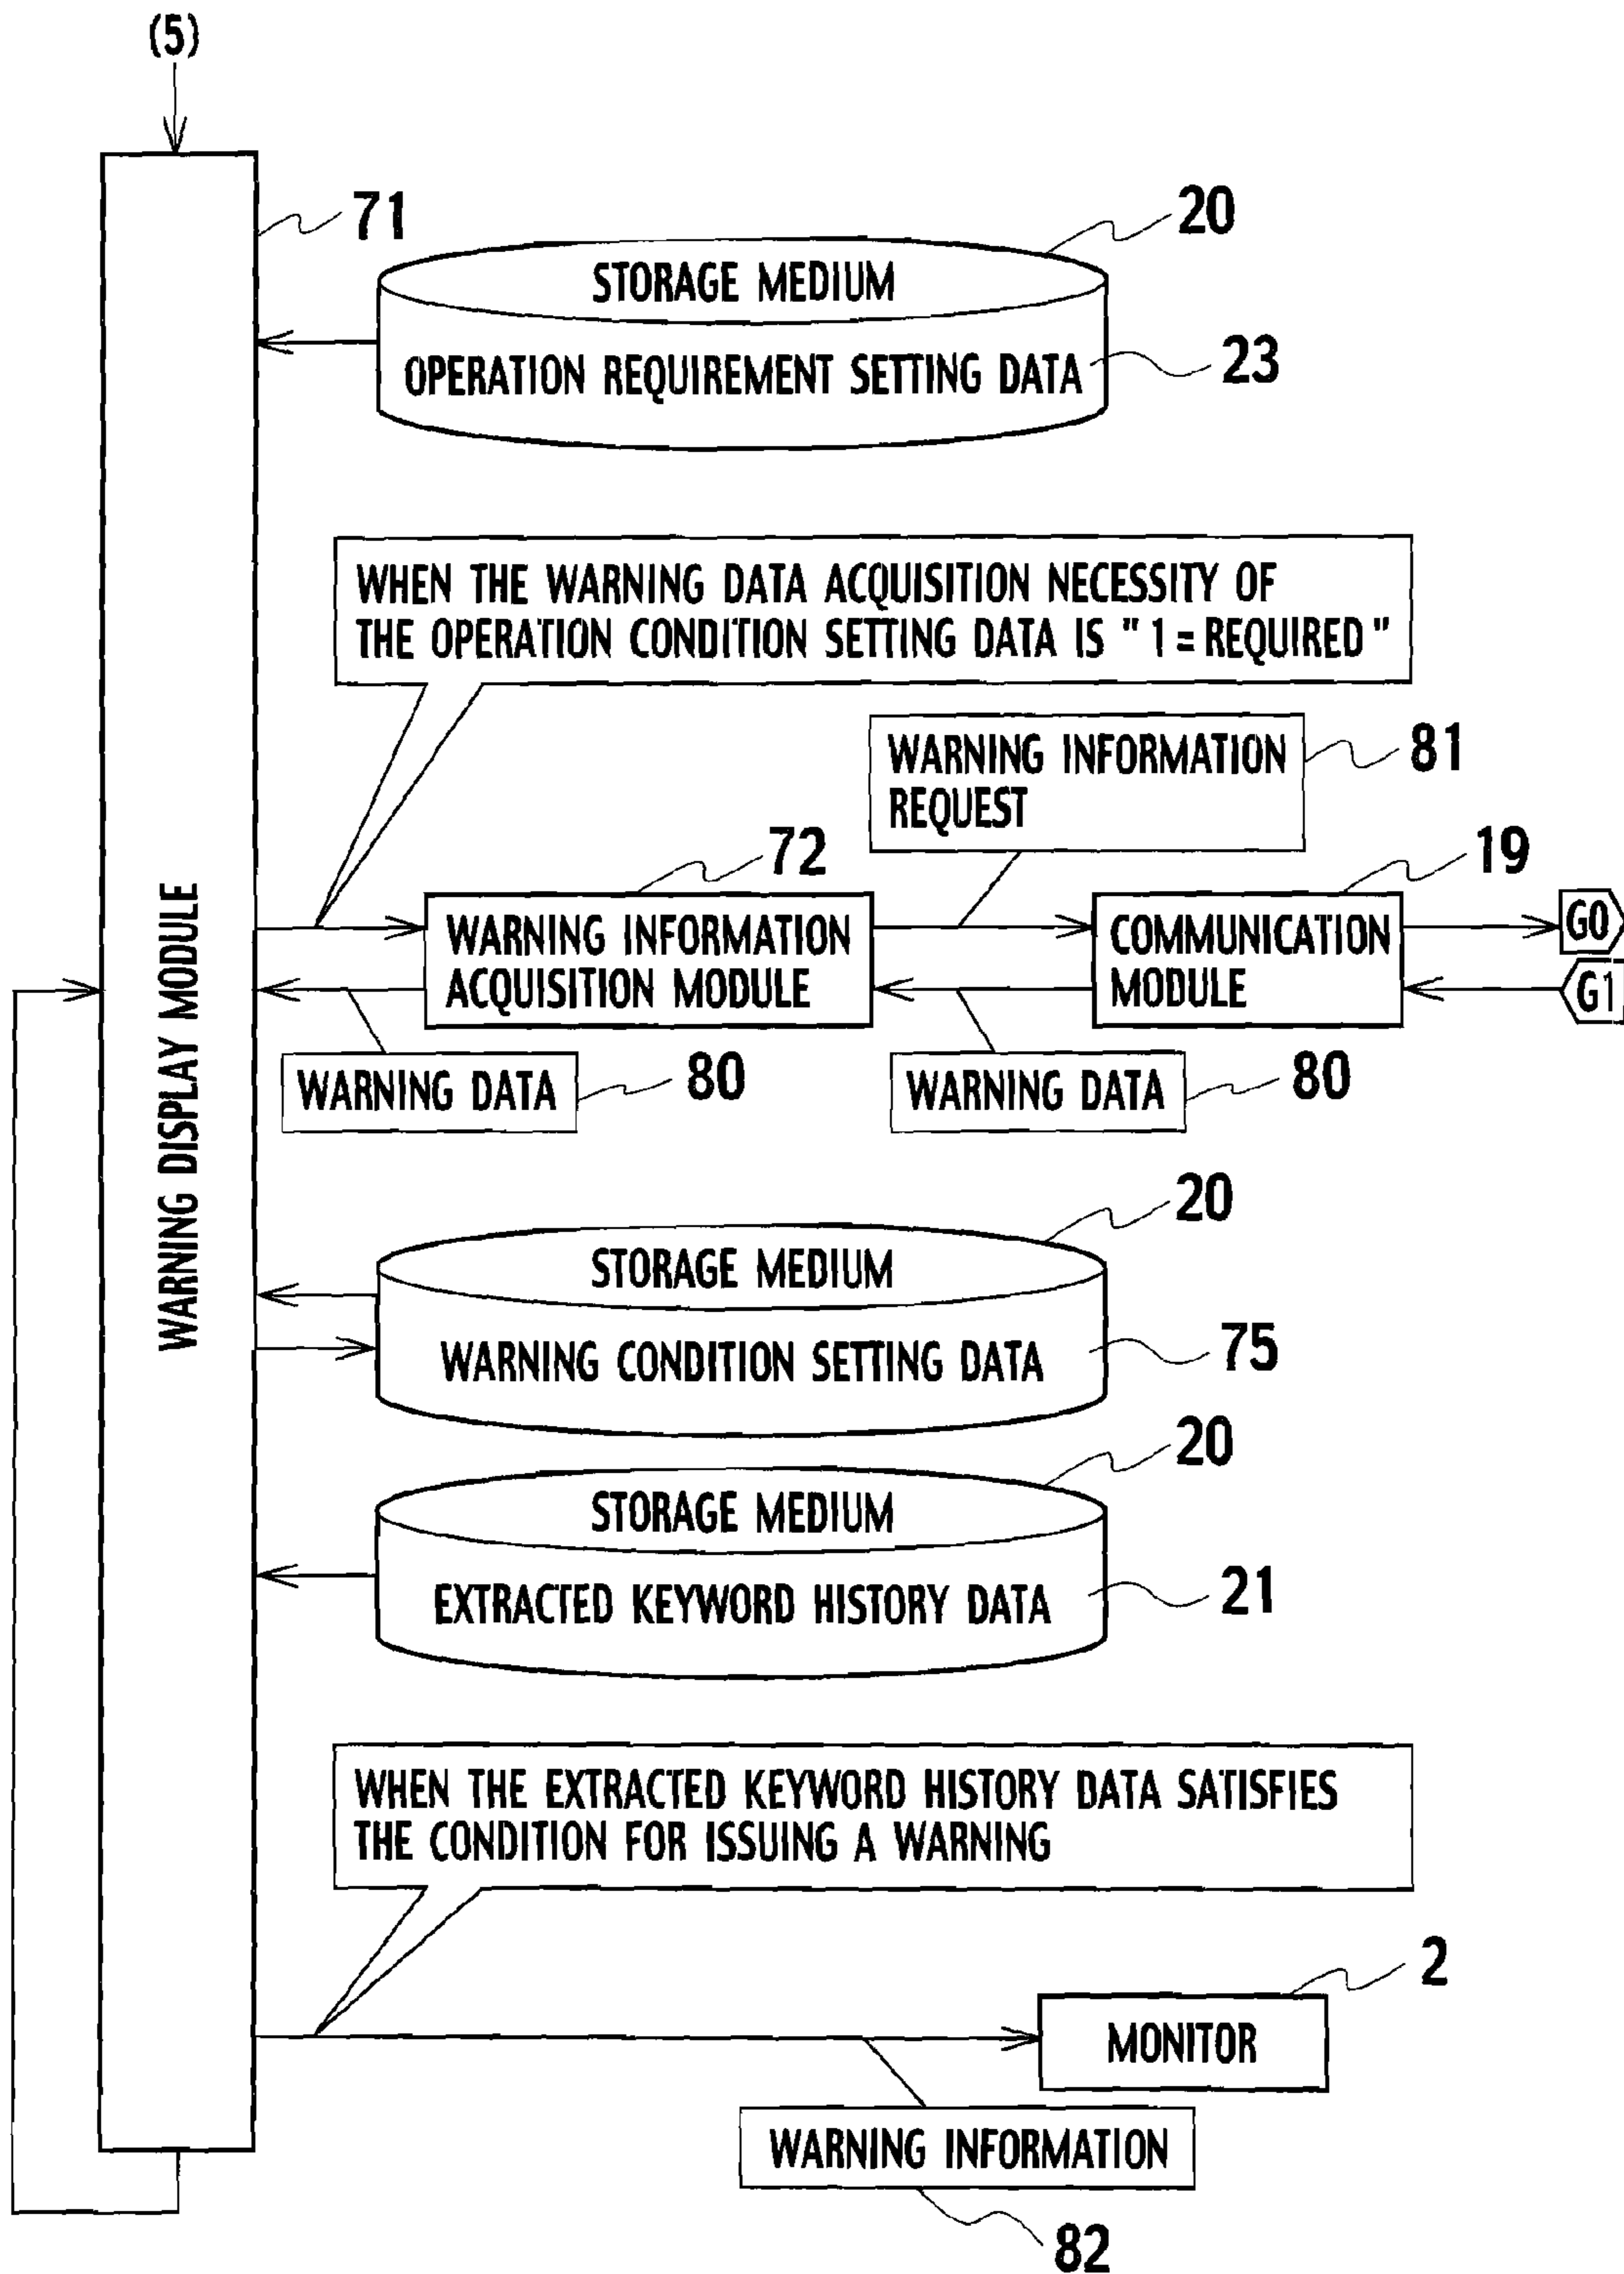 (5)
71
20
STORAGE MEDIUM
OPERATION REQUIREMENT SETTING DATA
23
WHEN THE WARNING DATA ACQUISITION NECESSITY OF
THE OPERATION CONDITION SETTING DATA IS " 1 = REQUIRED "
WARNING INFORMATION
REQUEST
81
72
19
WARNING DISPLAY MODULE
WARNING INFORMATION
ACQUISITION MODULE
COMMUNICATION
MODULE
G0
G1
WARNING DATA
80
WARNING DATA
80
20
STORAGE MEDIUM
WARNING CONDITION SETTING DATA
75
20
STORAGE MEDIUM
EXTRACTED KEYWORD HISTORY DATA
21
WHEN THE EXTRACTED KEYWORD HISTORY DATA SATISFIES
THE CONDITION FOR ISSUING A WARNING
2
MONITOR
WARNING INFORMATION
82